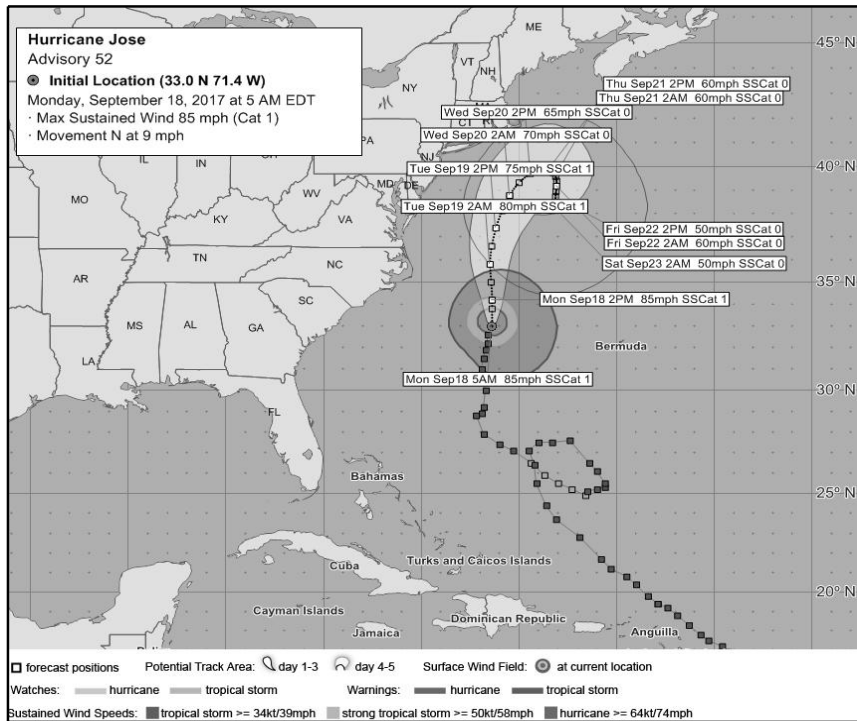 Hurricane Jose
Advisory 52
Initial Location (33.0 N 71.4 W)
Monday, September 18, 2017 at 5 AM EDT
· Max Sustained Wind 85 mph (Cat 1)
· Movement N at 9 mph
ME
VT
NH
NY
MA
CT
RI
PA
NJ
MD
DE
IL
IN
OH
WV
VA
MO
KY
TN
NC
AR
SC
MS
AL
GA
LA
FL
45° N
40° N
35° N
30° N
25° N
20° N
Thu Sep21 2PM 60mph SSCat 0
Thu Sep21 2AM 60mph SSCat 0
Wed Sep20 2PM 65mph SSCat 0
Wed Sep20 2AM 70mph SSCat 0
Tue Sep19 2PM 75mph SSCat 1
Tue Sep19 2AM 80mph SSCat 1
Fri Sep22 2PM 50mph SSCat 0
Fri Sep22 2AM 60mph SSCat 0
Sat Sep23 2AM 50mph SSCat 0
Mon Sep18 2PM 85mph SSCat 1
Bermuda
Mon Sep18 5AM 85mph SSCat 1
Bahamas
Turks and Caicos Islands
Cuba
Cayman Islands
Jamaica
Dominican Republic
Anguilla
forecast positions Potential Track Area: day 1-3 day 4-5 Surface Wind Field: at current location
Watches: hurricane tropical storm Warnings: hurricane tropical storm
Sustained Wind Speeds: tropical storm >= 34kt/39mph strong tropical storm >= 50kt/58mph hurricane >= 64kt/74mph